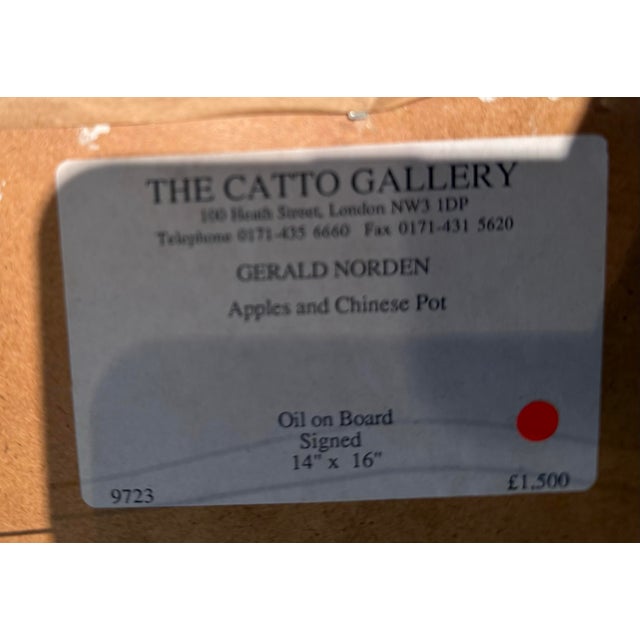 THE CATTO GALLERY
100 Heath Street, London NW3 1DP
Telephone 0171-435 6660 Fax 0171-431 5620
GERALD NORDEN
Apples and Chinese Pot
Oil on Board
Signed
14" x 16"
9723 £1,500